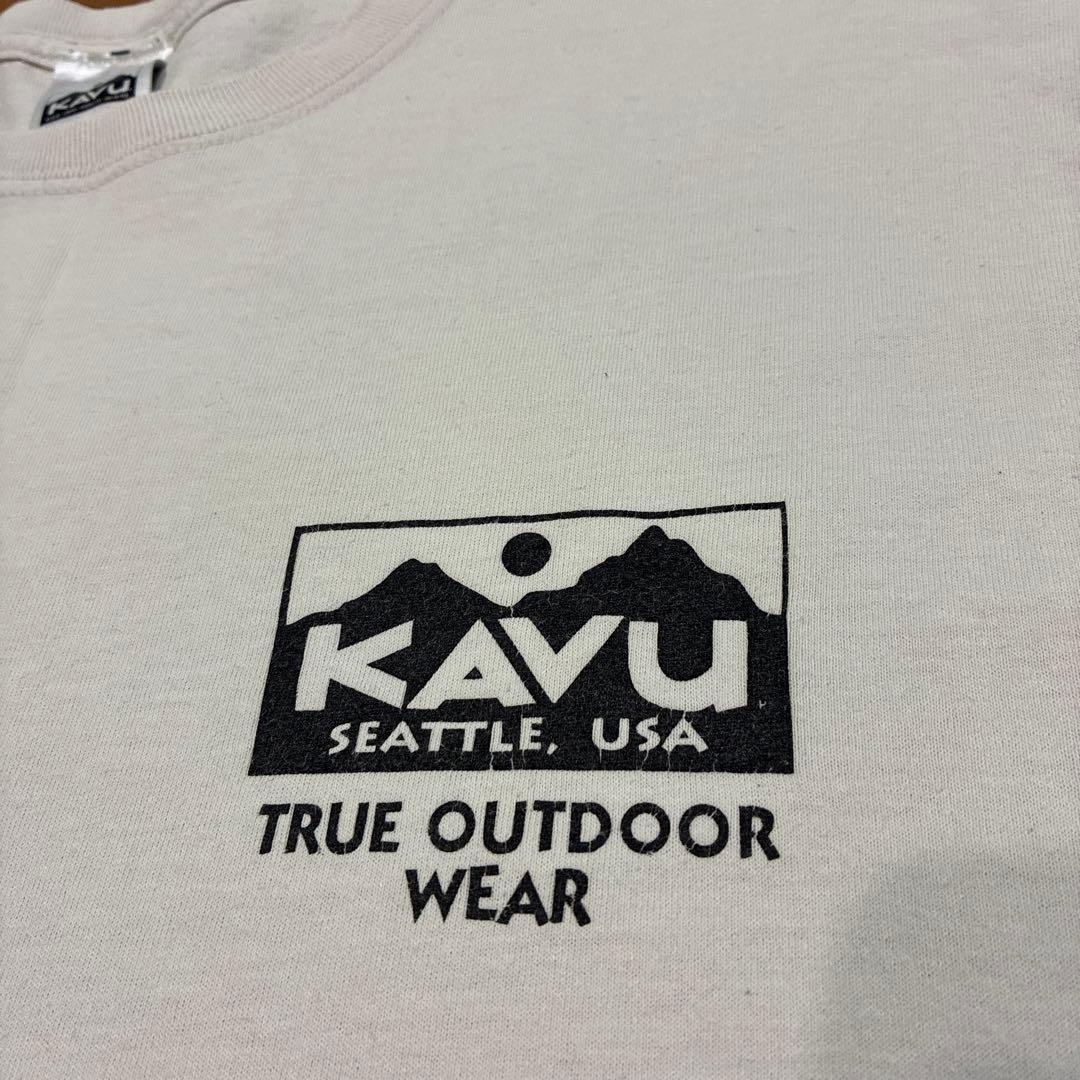 KAVU
KAVU
SEATTLE, USA
TRUE OUTDOOR
WEAR